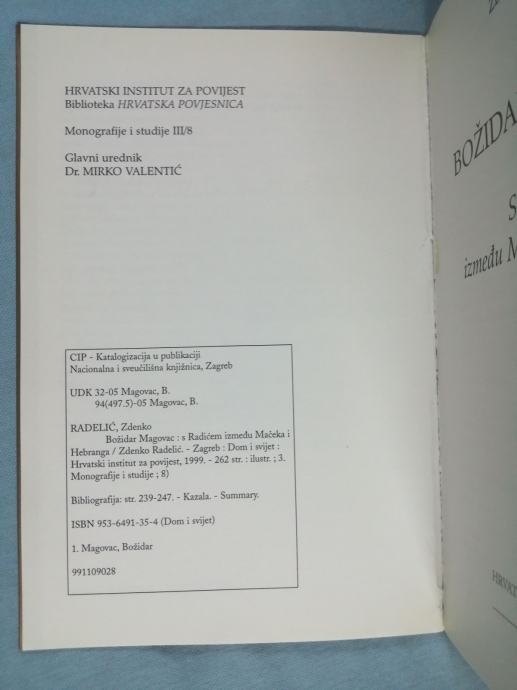 HRVATSKI INSTITUT ZA POVIJEST
Biblioteka HRVATSKA POVJESNICA
Monografije i studije III/8
Glavni urednik
Dr. MIRKO VALENTIĆ
CIP - Katalogizacija u publikaciji
Nacionalna i sveučilišna knjižnica, Zagreb
UDK 32-05 Magovac, B.
94(497.5)-05 Magovac, B.
RADELIĆ, Zdenko
Božidar Magovac : s Radićem između Mačeka i
Hebranga / Zdenko Radelić. - Zagreb : Dom i svijet :
Hrvatski institut za povijest, 1999. - 262 str. : ilustr. ; 3.
Monografije i studije ; 8)
Bibliografija: str. 239-247. - Kazala. - Summary.
ISBN 953-6491-35-4 (Dom i svijet)
1. Magovac, Božidar
991109028
BOŽIDA
S
između M
HRVAT